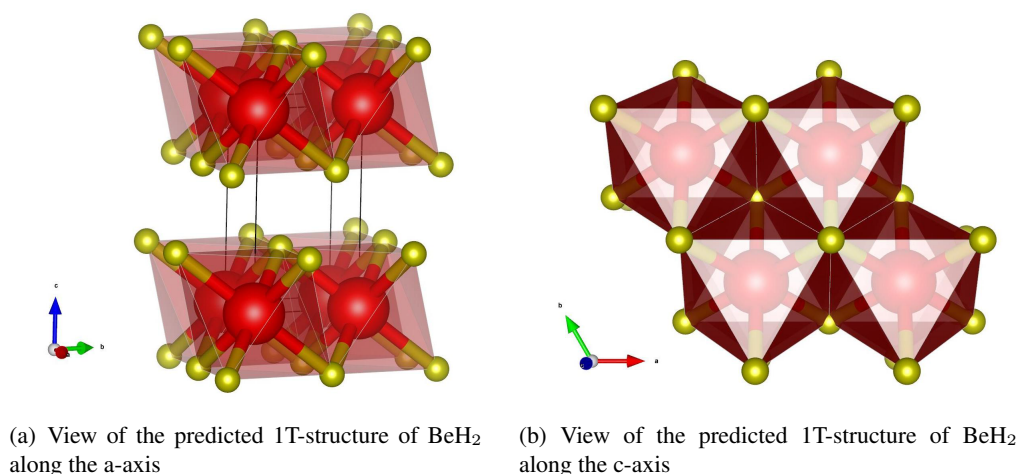 c
b
b
a
(a) View of the predicted 1T-structure of BeH₂
along the a-axis
(b) View of the predicted 1T-structure of BeH₂
along the c-axis